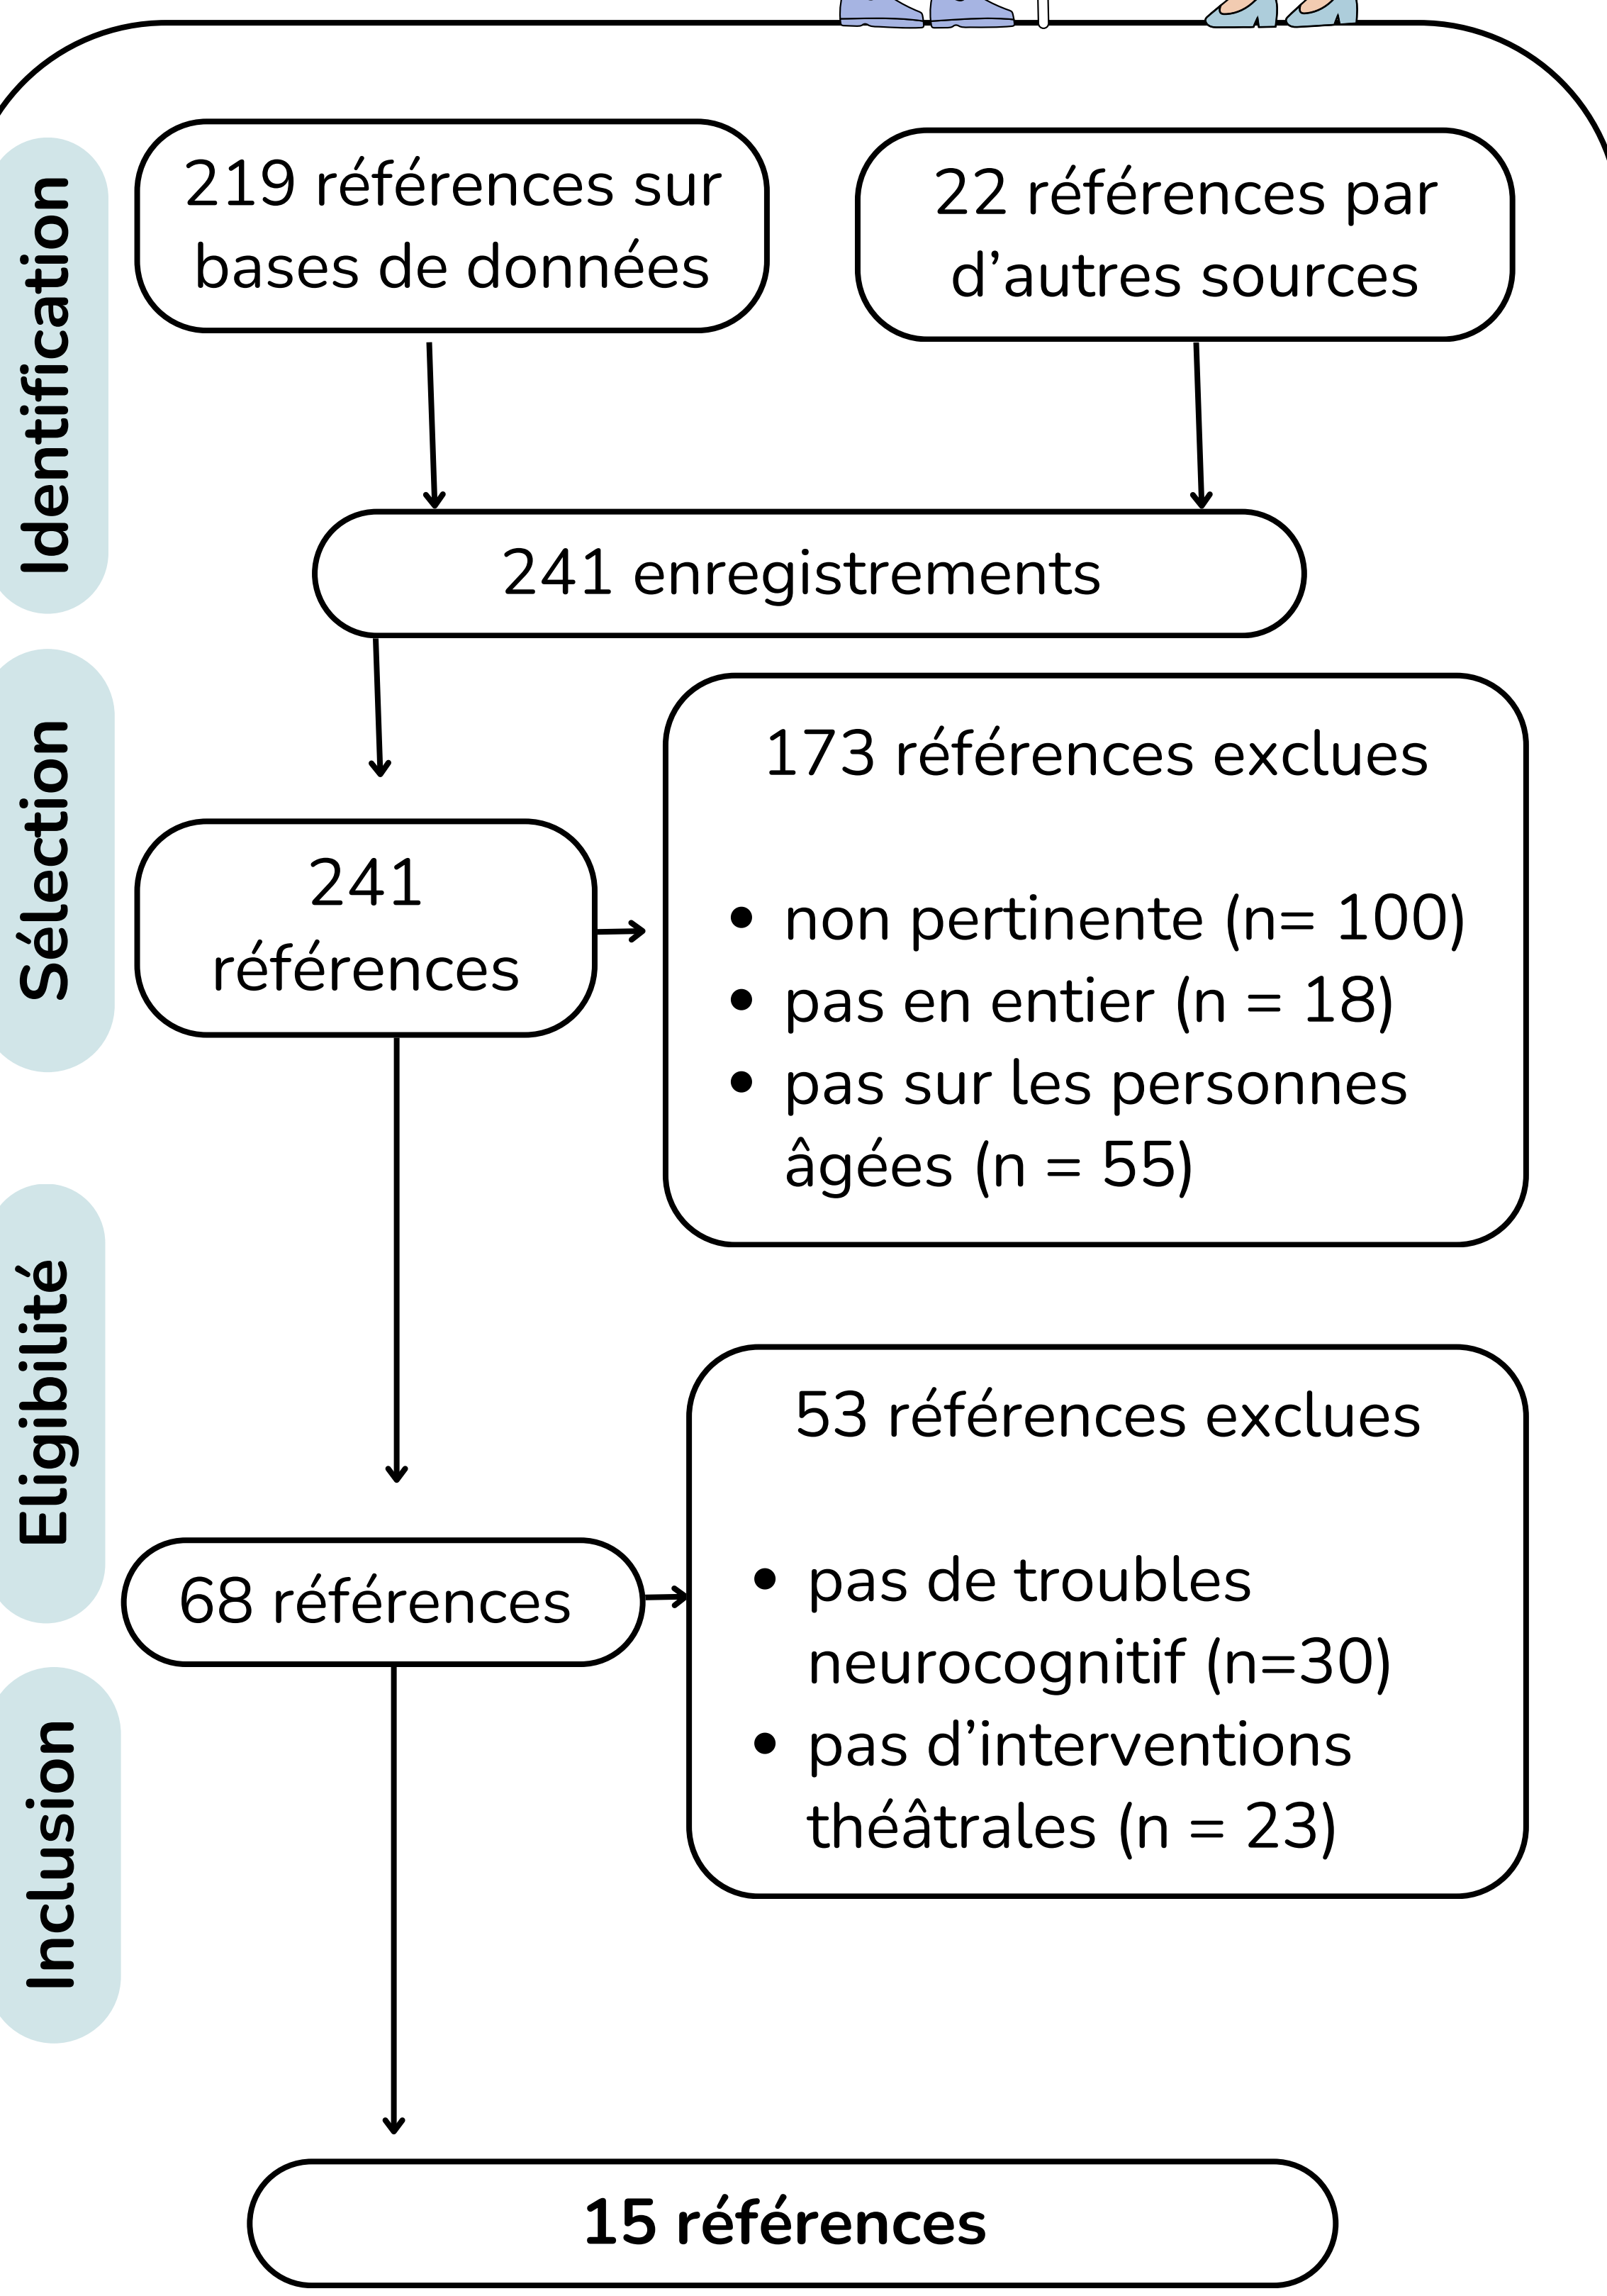 Identification
219 références sur
bases de données
22 références par
d’autres sources
241 enregistrements
Sélection
241
références
173 références exclues
• non pertinente (n= 100)
• pas en entier (n = 18)
• pas sur les personnes
âgées (n = 55)
Eligibilité
68 références
53 références exclues
• pas de troubles
neurocognitif (n=30)
• pas d’interventions
théâtrales (n = 23)
Inclusion
15 références